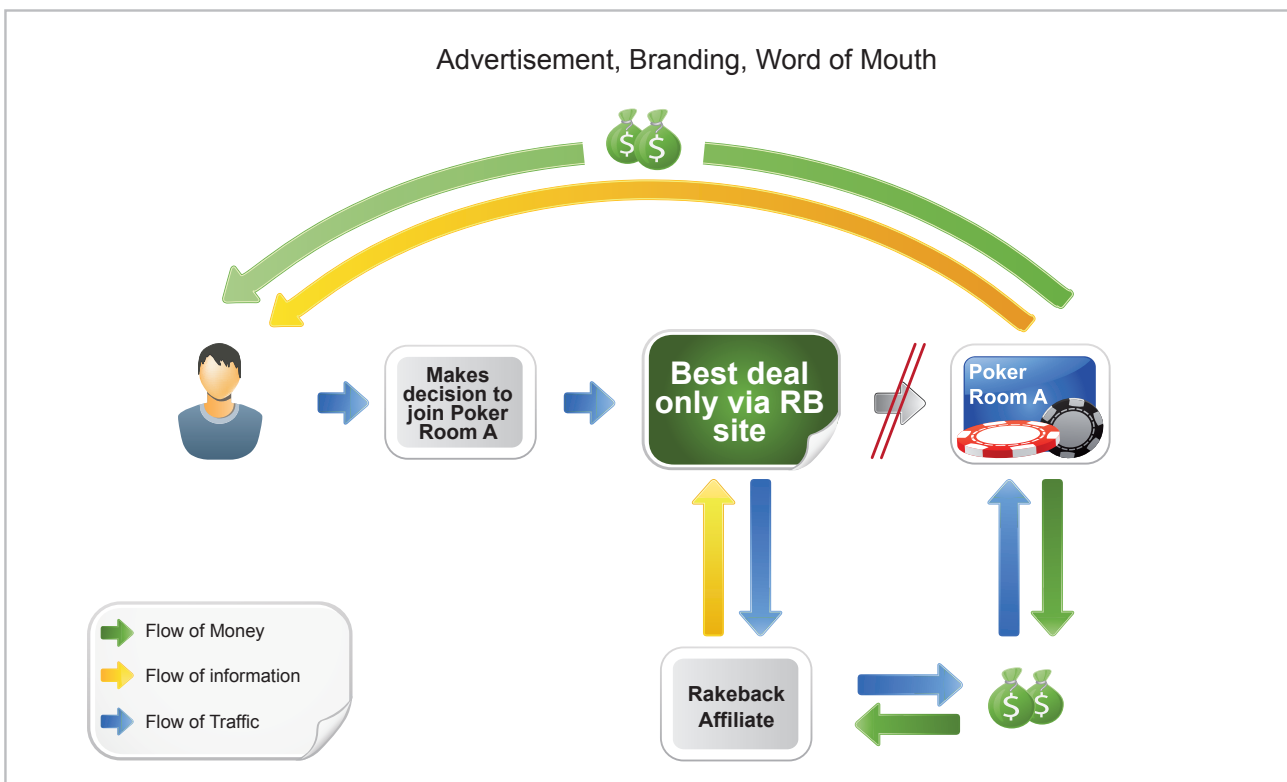 Advertisement, Branding, Word of Mouth
$ $
Makes
decision to
join Poker
Room A
Best deal
only via RB
site
Poker
Room A
Flow of Money
Flow of information
Flow of Traffic
Rakeback
Affiliate
$ $